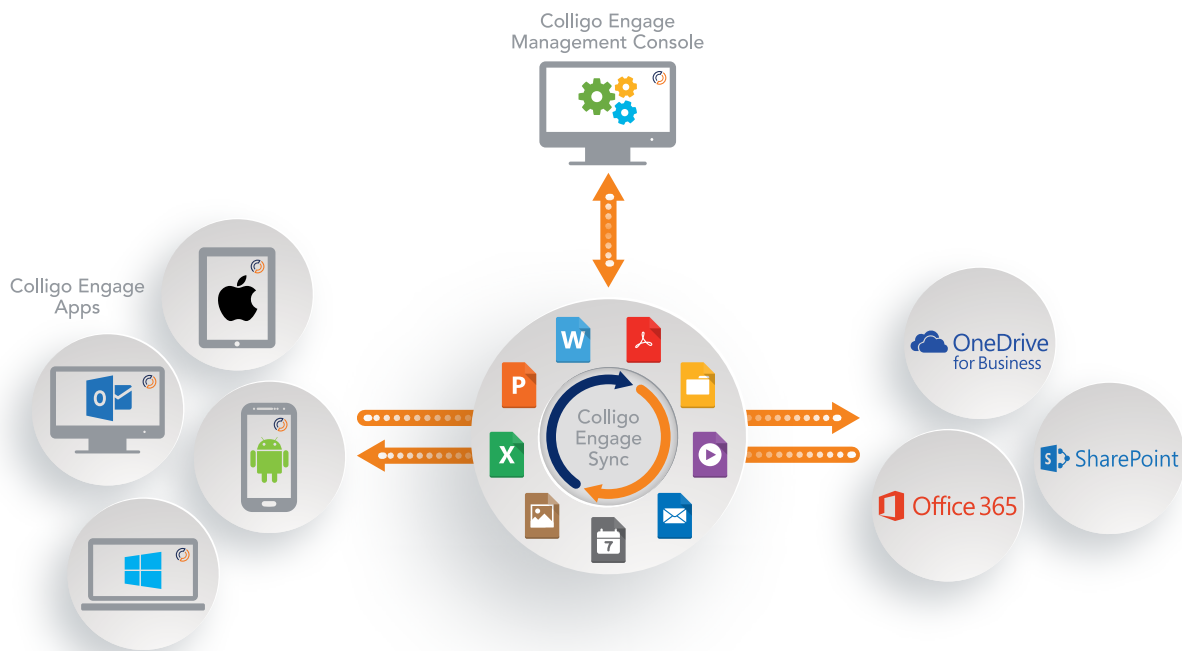 Colligo Engage
Management Console
Colligo Engage
Apps
O
W
P
X
7
Colligo
Engage
Sync
OneDrive
for Business
S
SharePoint
Office 365